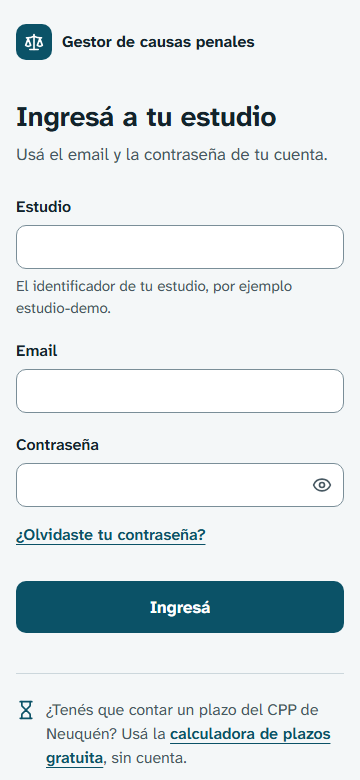 Gestor de causas penales
Ingresá a tu estudio
Usá el email y la contraseña de tu cuenta.
Estudio
El identificador de tu estudio, por ejemplo
estudio-demo.
Email
Contraseña
¿Olvidaste tu contraseña?
Ingresá
¿Tenés que contar un plazo del CPP de
Neuquén? Usá la calculadora de plazos
gratuita, sin cuenta.